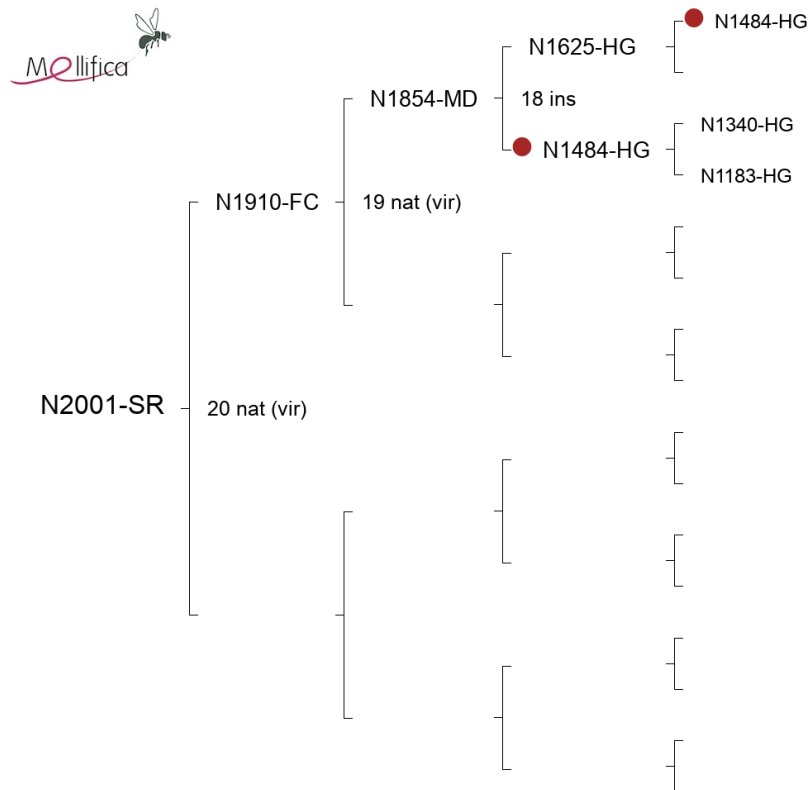 Mellifica
N1484-HG
N1625-HG
N1854-MD
18 ins
N1340-HG
N1484-HG
N1183-HG
N1910-FC
19 nat (vir)
N2001-SR
20 nat (vir)